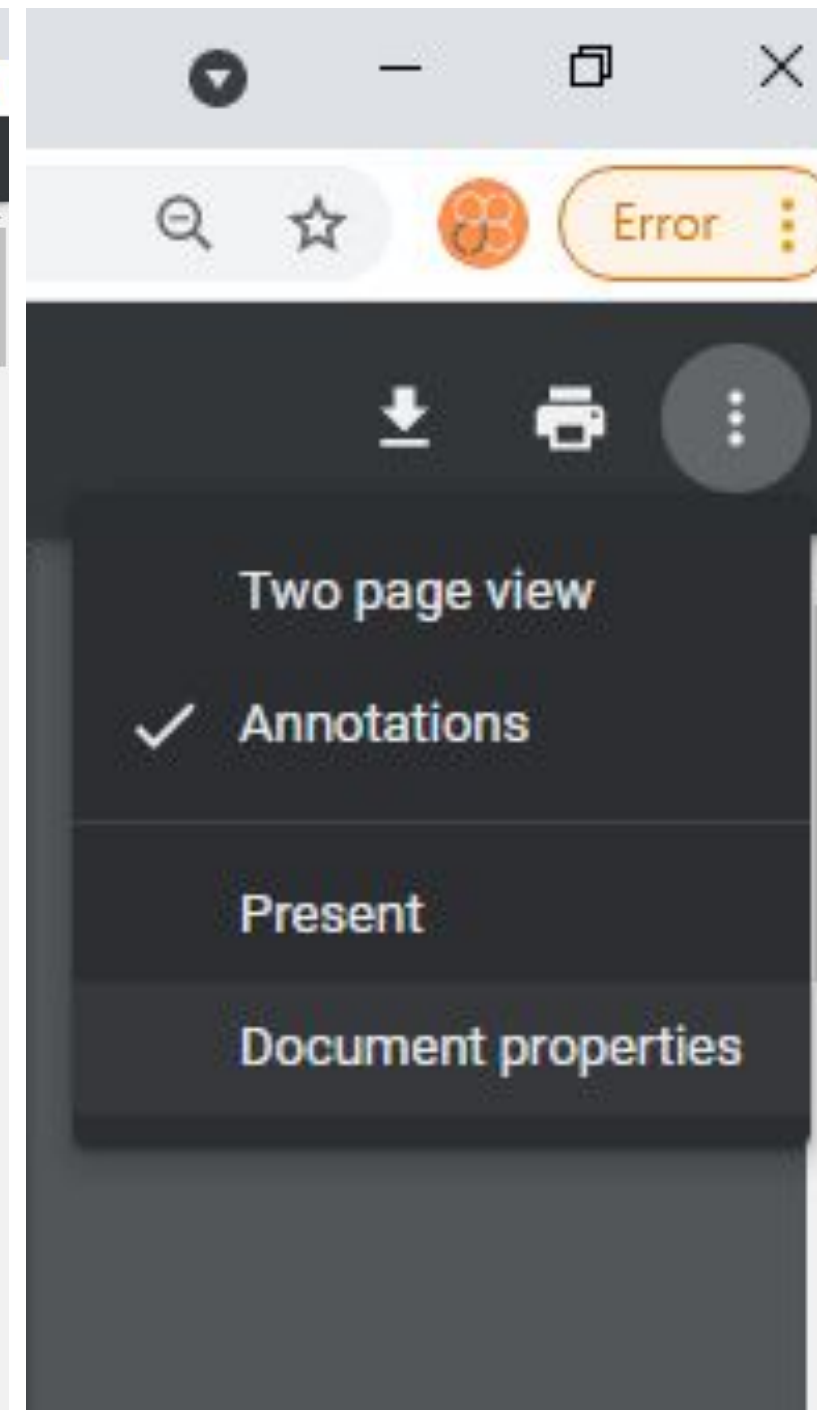 Error
Two page view
Annotations
Present
Document properties